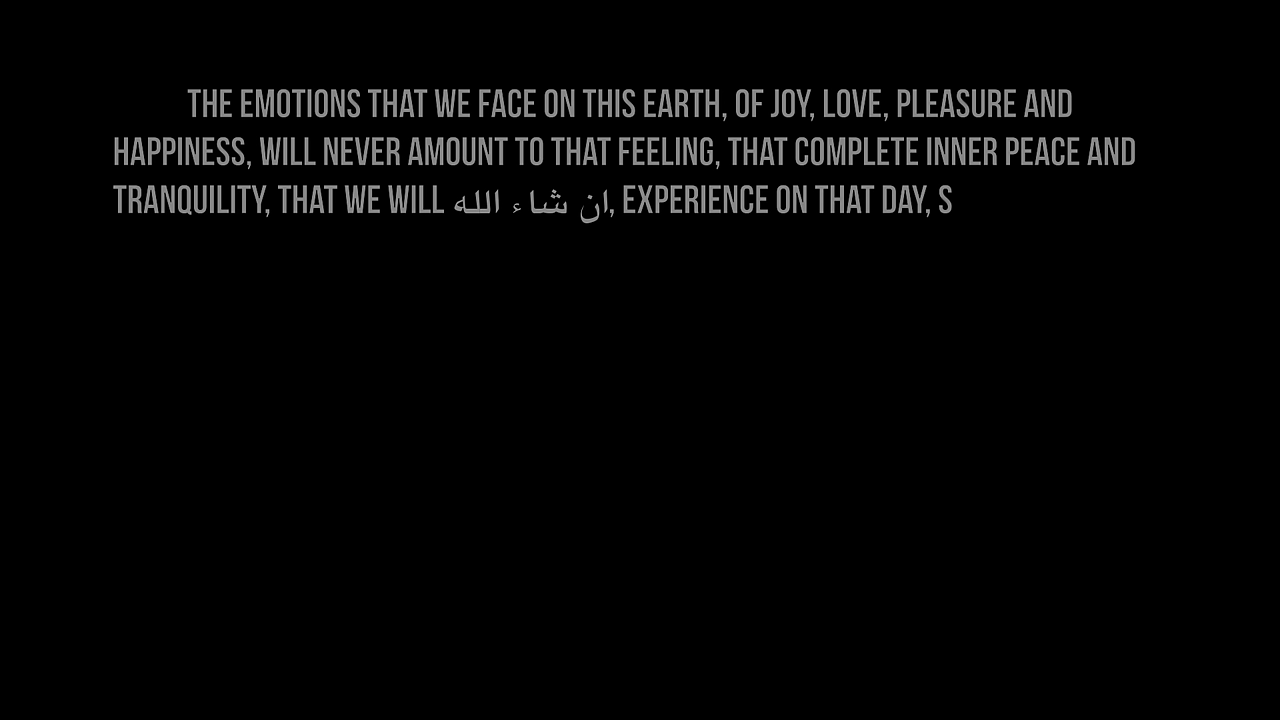 THE EMOTIONS THAT WE FACE ON THIS EARTH, OF JOY, LOVE, PLEASURE AND
HAPPINESS, WILL NEVER AMOUNT TO THAT FEELING, THAT COMPLETE INNER PEACE AND
TRANQUILITY, THAT WE WILL ان شاء الله, EXPERIENCE ON THAT DAY, S